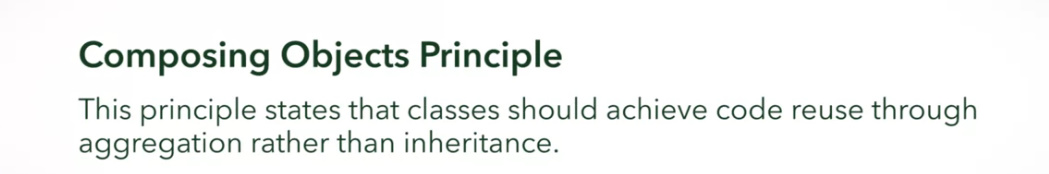 Composing Objects Principle
This principle states that classes should achieve code reuse through
aggregation rather than inheritance.